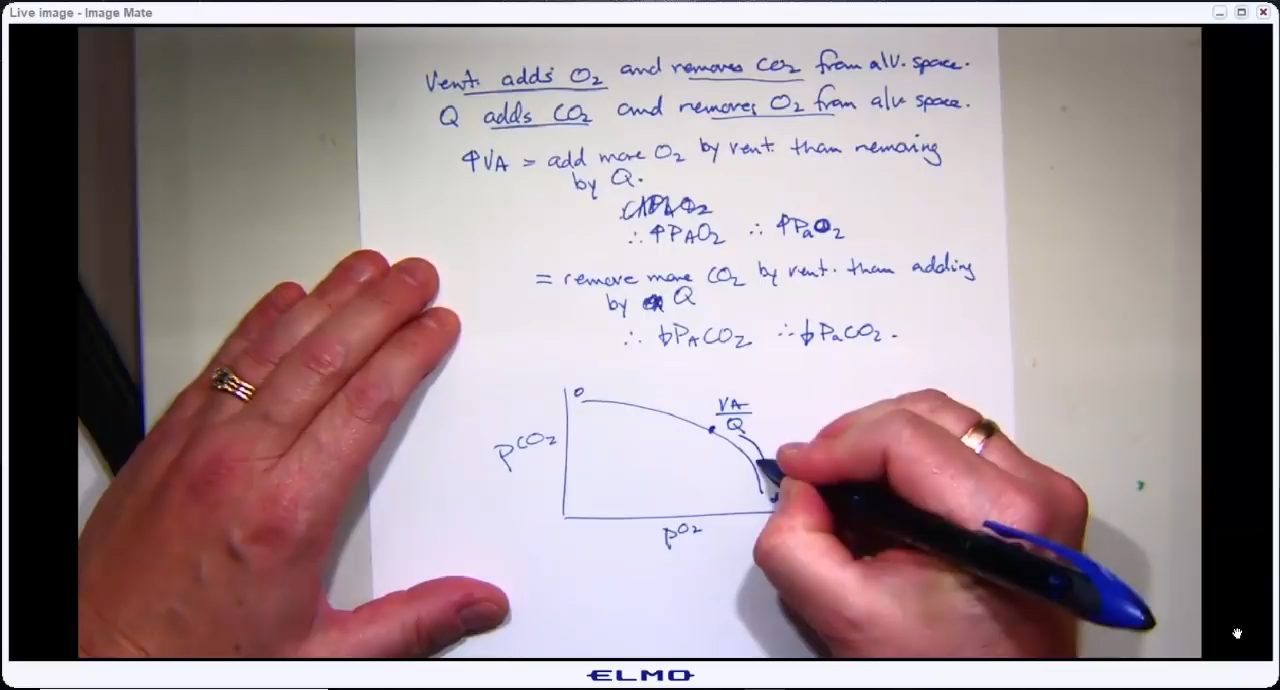 Live image - Image Mate
Vent. adds O2 and removes CO2 from alv. space.
Q adds CO2 and removes O2 from alv space.
↑VA = add more O2 by vent. than removing
by Q.
∴ ↑PAO2 ∴ ↑PaO2
= remove more CO2 by vent. than adding
by Q
∴ ↓PACO2 ∴ ↓PaCO2.
O
VA
Q
PCO2
PO2
ELMO